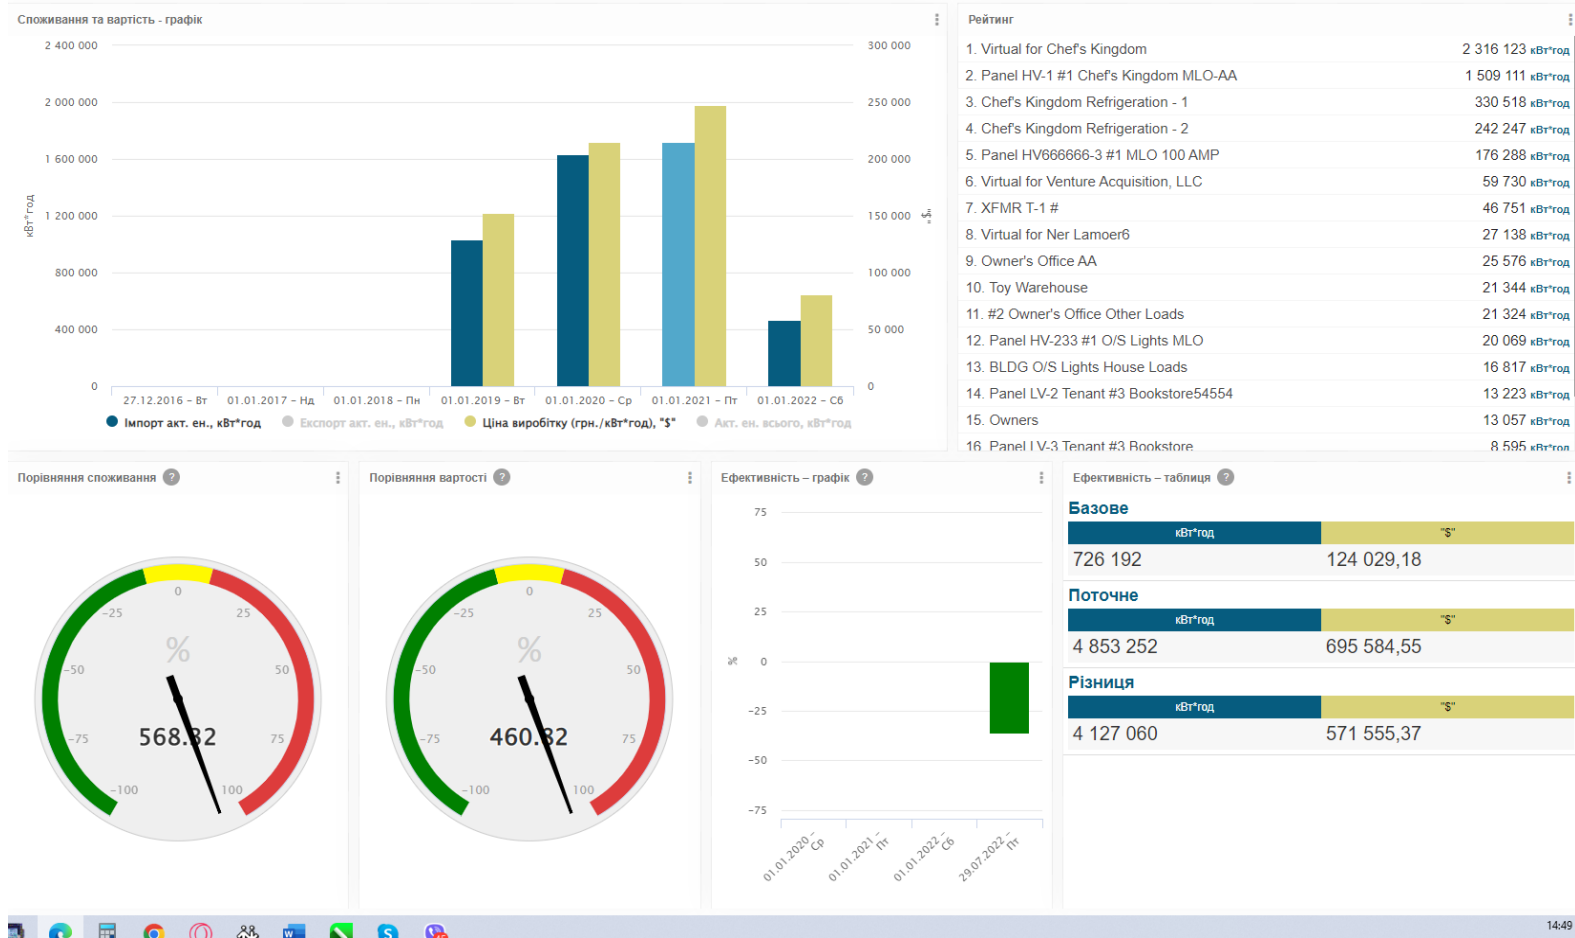 Споживання та вартість - графік
2 400 000
2 000 000
1 600 000
1 200 000
800 000
400 000
0
кВт*год
300 000
250 000
200 000
150 000
100 000
50 000
0
"$"
27.12.2016 – Вт
01.01.2017 – Нд
01.01.2018 – Пн
01.01.2019 – Вт
01.01.2020 – Ср
01.01.2021 – Пт
01.01.2022 – Сб
Імпорт акт. ен., кВт*год
Експорт акт. ен., кВт*год
Ціна виробітку (грн./кВт*год), "$"
Акт. ен. всього, кВт*год
Рейтинг
1. Virtual for Chef's Kingdom 2 316 123 кВт*год
2. Panel HV-1 #1 Chef's Kingdom MLO-AA 1 509 111 кВт*год
3. Chef's Kingdom Refrigeration - 1 330 518 кВт*год
4. Chef's Kingdom Refrigeration - 2 242 247 кВт*год
5. Panel HV666666-3 #1 MLO 100 AMP 176 288 кВт*год
6. Virtual for Venture Acquisition, LLC 59 730 кВт*год
7. XFMR T-1 # 46 751 кВт*год
8. Virtual for Ner Lamoer6 27 138 кВт*год
9. Owner's Office AA 25 576 кВт*год
10. Toy Warehouse 21 344 кВт*год
11. #2 Owner's Office Other Loads 21 324 кВт*год
12. Panel HV-233 #1 O/S Lights MLO 20 069 кВт*год
13. BLDG O/S Lights House Loads 16 817 кВт*год
14. Panel LV-2 Tenant #3 Bookstore54554 13 223 кВт*год
15. Owners 13 057 кВт*год
16. Panel LV-3 Tenant #3 Bookstore 8 595 кВт*год
Порівняння споживання ?
0
-25
25
%
-50
50
568.32
-75
75
-100
100
Порівняння вартості ?
0
-25
25
%
-50
50
460.82
-75
75
-100
100
Ефективність – графік ?
75
50
25
0
-25
-50
-75
%
01.01.2020 – Ср
01.01.2021 – Пт
01.01.2022 – Сб
29.07.2022 – Пт
Ефективність – таблиця ?
Базове
кВт*год "$"
726 192 124 029,18
Поточне
кВт*год "$"
4 853 252 695 584,55
Різниця
кВт*год "$"
4 127 060 571 555,37
14:49